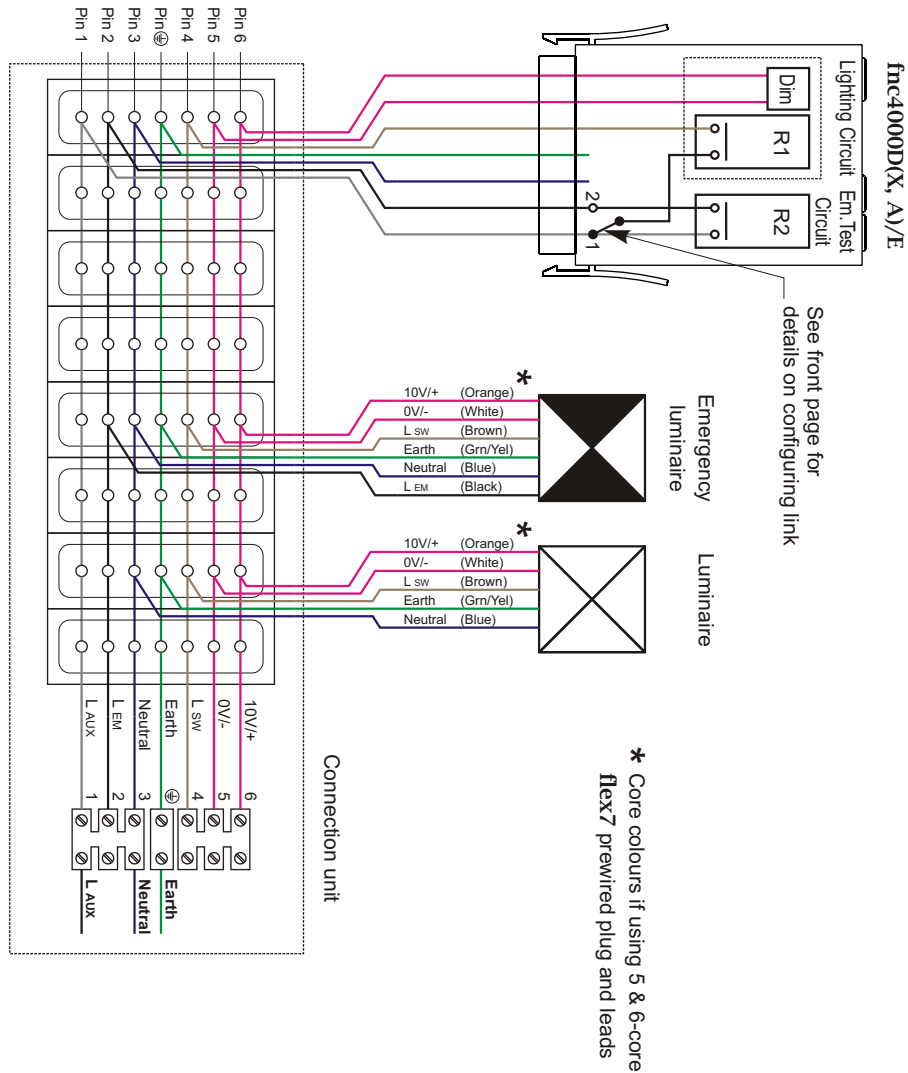 Pin 1
Pin 2
Pin 3
Pin ⏚
Pin 4
Pin 5
Pin 6
fnc4000D(X, A)/E
Lighting Circuit
Em.Test
Circuit
Dim
R1
R2
2
1
See front page for
details on configuring link
*
10V/+ (Orange)
0V/- (White)
L SW (Brown)
Earth (Grn/Yel)
Neutral (Blue)
L EM (Black)
Emergency
luminaire
*
10V/+ (Orange)
0V/- (White)
L SW (Brown)
Earth (Grn/Yel)
Neutral (Blue)
Luminaire
10V/+
0V/-
L SW
Earth
Neutral
L EM
L AUX
6
5
4
⏚
3
2
1
Earth
Neutral
L AUX
Connection unit
* Core colours if using 5 & 6-core
flex7 prewired plug and leads